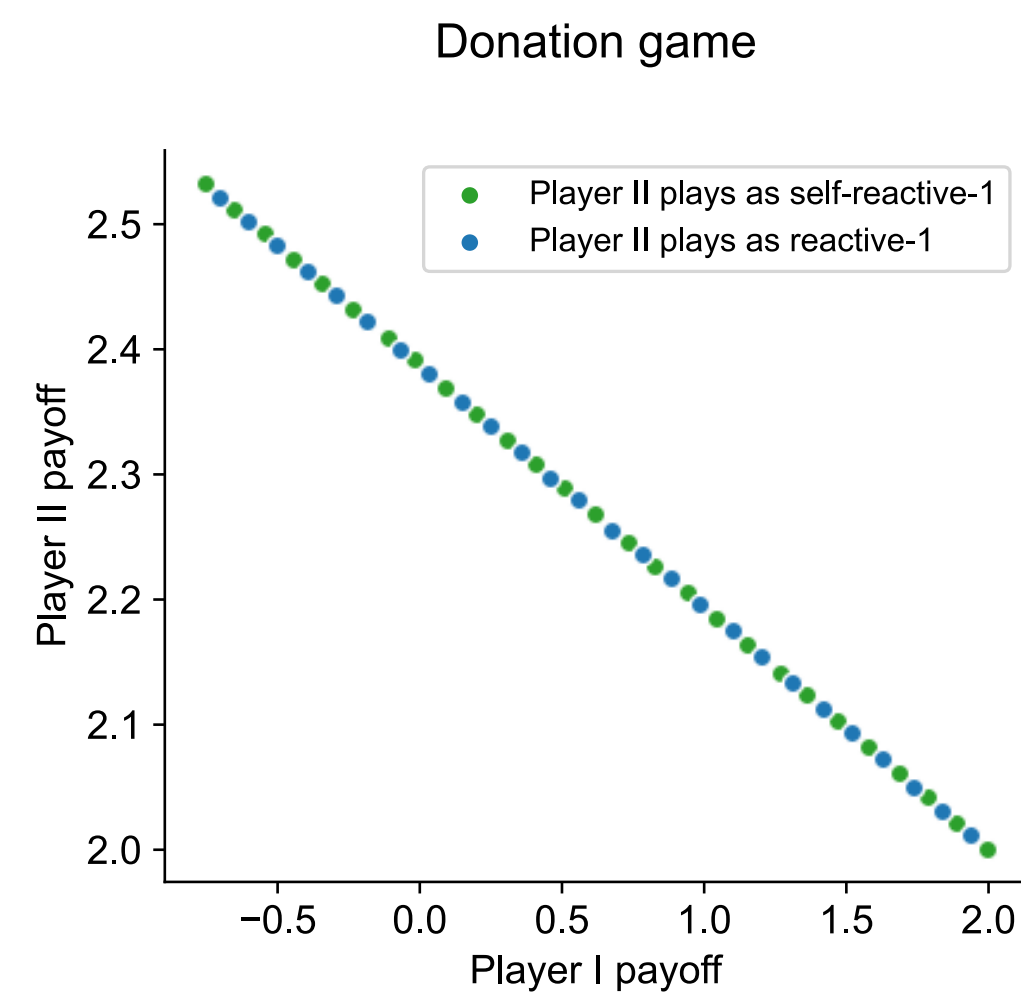 Donation game
Player II plays as self-reactive-1
Player II plays as reactive-1
Player II payoff
2.5
2.4
2.3
2.2
2.1
2.0
−0.5 0.0 0.5 1.0 1.5 2.0
Player I payoff